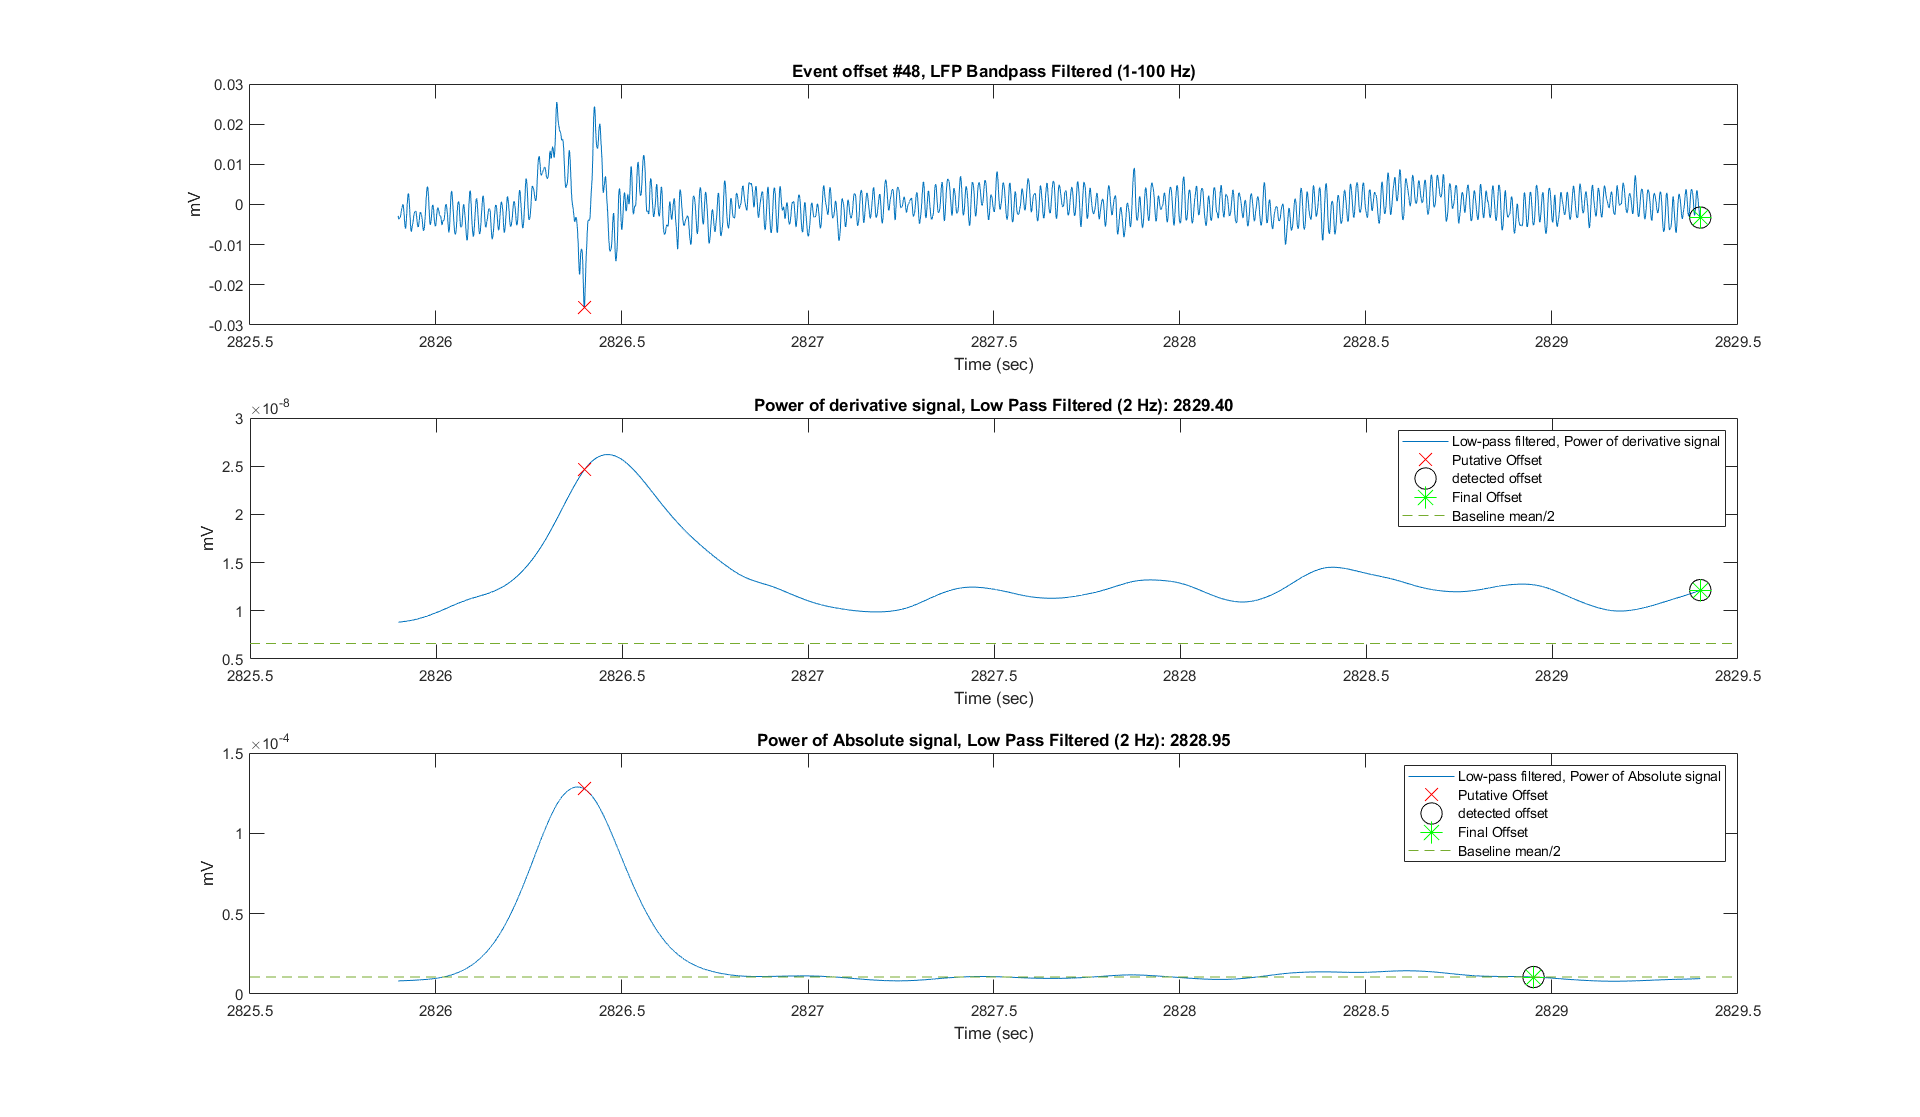 Event offset #48, LFP Bandpass Filtered (1-100 Hz)
0.03
0.02
0.01
0
-0.01
-0.02
-0.03
mV
2825.5 2826 2826.5 2827 2827.5 2828 2828.5 2829 2829.5
Time (sec)
Power of derivative signal, Low Pass Filtered (2 Hz): 2829.40
×10-8
3
2.5
2
1.5
1
0.5
mV
Low-pass filtered, Power of derivative signal
Putative Offset
detected offset
Final Offset
Baseline mean/2
2825.5 2826 2826.5 2827 2827.5 2828 2828.5 2829 2829.5
Time (sec)
Power of Absolute signal, Low Pass Filtered (2 Hz): 2828.95
×10-4
1.5
1
0.5
0
mV
Low-pass filtered, Power of Absolute signal
Putative Offset
detected offset
Final Offset
Baseline mean/2
2825.5 2826 2826.5 2827 2827.5 2828 2828.5 2829 2829.5
Time (sec)